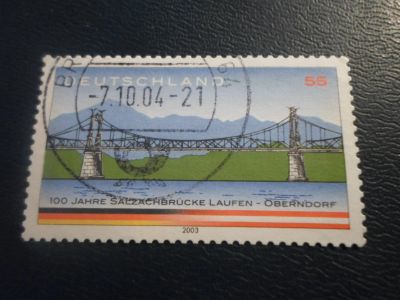 DEUTSCHLAND 55
-7.10.04-21
100 JAHRE SALZACHBRÜCKE LAUFEN - OBERNDORF
2003